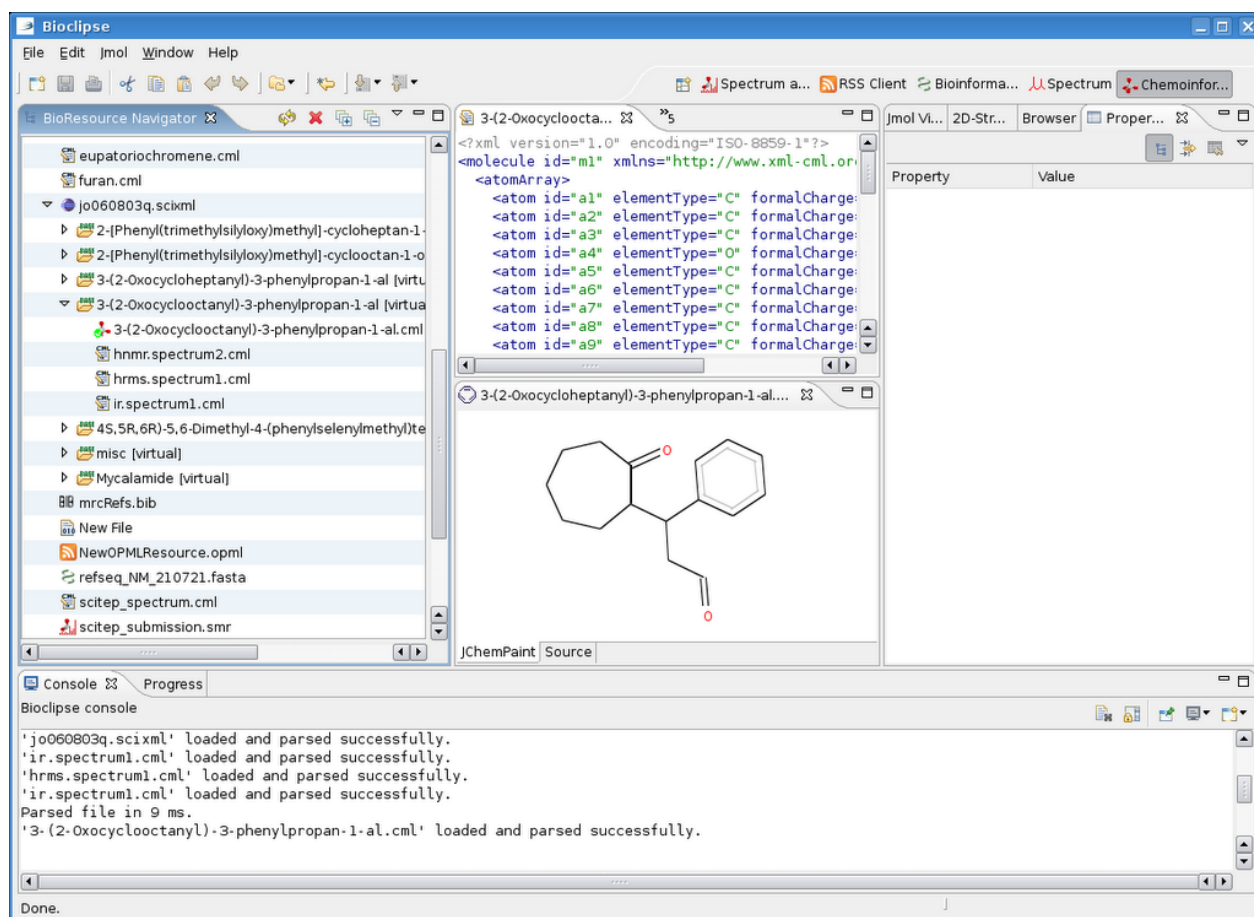 Bioclipse
File Edit Jmol Window Help
Spectrum a... RSS Client Bioinforma... Spectrum Chemoinfor...
BioResource Navigator
eupatoriochromene.cml
furan.cml
jo060803q.scixml
2-[Phenyl(trimethylsilyloxy)methyl]-cycloheptan-1-
2-[Phenyl(trimethylsilyloxy)methyl]-cyclooctan-1-o
3-(2-Oxocycloheptanyl)-3-phenylpropan-1-al [virtu
3-(2-Oxocyclooctanyl)-3-phenylpropan-1-al [virtua
3-(2-Oxocyclooctanyl)-3-phenylpropan-1-al.cml
hnmr.spectrum2.cml
hrms.spectrum1.cml
ir.spectrum1.cml
4S,5R,6R)-5,6-Dimethyl-4-(phenylselenylmethyl)te
misc [virtual]
Mycalamide [virtual]
mrcRefs.bib
New File
NewOPMLResource.opml
refseq_NM_210721.fasta
scitep_spectrum.cml
scitep_submission.smr
3-(2-Oxocycloocta... »5
<?xml version="1.0" encoding="ISO-8859-1"?>
<molecule id="m1" xmlns="http://www.xml-cml.or
<atomArray>
<atom id="a1" elementType="C" formalCharge=
<atom id="a2" elementType="C" formalCharge=
<atom id="a3" elementType="C" formalCharge=
<atom id="a4" elementType="O" formalCharge=
<atom id="a5" elementType="C" formalCharge=
<atom id="a6" elementType="C" formalCharge=
<atom id="a7" elementType="C" formalCharge=
<atom id="a8" elementType="C" formalCharge=
<atom id="a9" elementType="C" formalCharge=
3-(2-Oxocycloheptanyl)-3-phenylpropan-1-al....
O
O
JChemPaint Source
Jmol Vi... 2D-Str... Browser Proper...
Property Value
Console Progress
Bioclipse console
'jo060803q.scixml' loaded and parsed successfully.
'ir.spectrum1.cml' loaded and parsed successfully.
'hrms.spectrum1.cml' loaded and parsed successfully.
'ir.spectrum1.cml' loaded and parsed successfully.
Parsed file in 9 ms.
'3-(2-Oxocyclooctanyl)-3-phenylpropan-1-al.cml' loaded and parsed successfully.
Done.